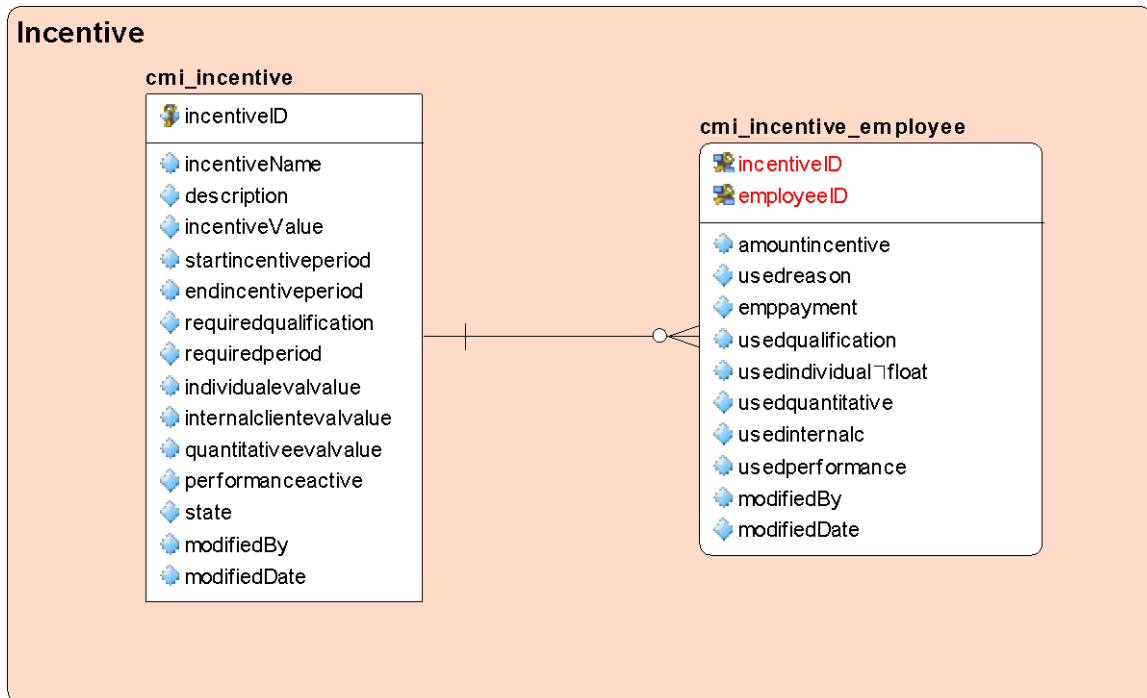 Incentive
cmi_incentive
incentiveID
incentiveName
description
incentiveValue
startincentiveperiod
endincentiveperiod
requiredqualification
requiredperiod
individualevalvalue
internalclientevalvalue
quantitativeevalvalue
performanceactive
state
modifiedBy
modifiedDate
cmi_incentive_employee
incentiveID
employeeID
amountincentive
usedreason
emppayment
usedqualification
usedindividual¬float
usedquantitative
usedinternalc
usedperformance
modifiedBy
modifiedDate